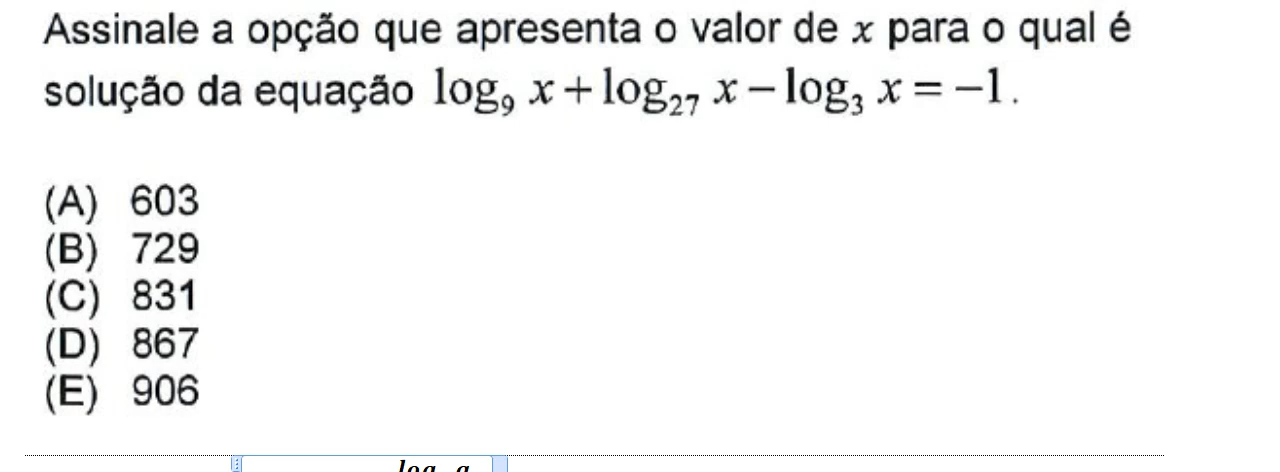 Assinale a opção que apresenta o valor de x para o qual é
solução da equação log₉ x + log₂₇ x − log₃ x = −1.
(A) 603
(B) 729
(C) 831
(D) 867
(E) 906
log a